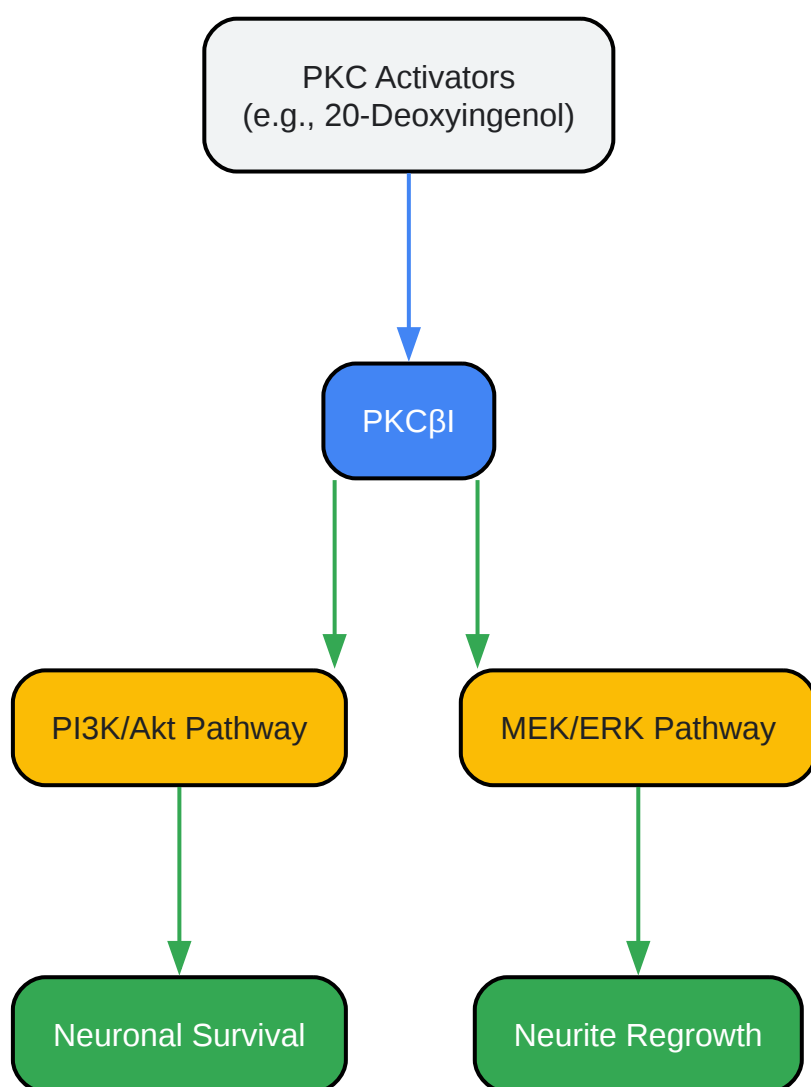 PKC Activators
(e.g., 20-Deoxyingenol)
PKCβI
PI3K/Akt Pathway
MEK/ERK Pathway
Neuronal Survival
Neurite Regrowth